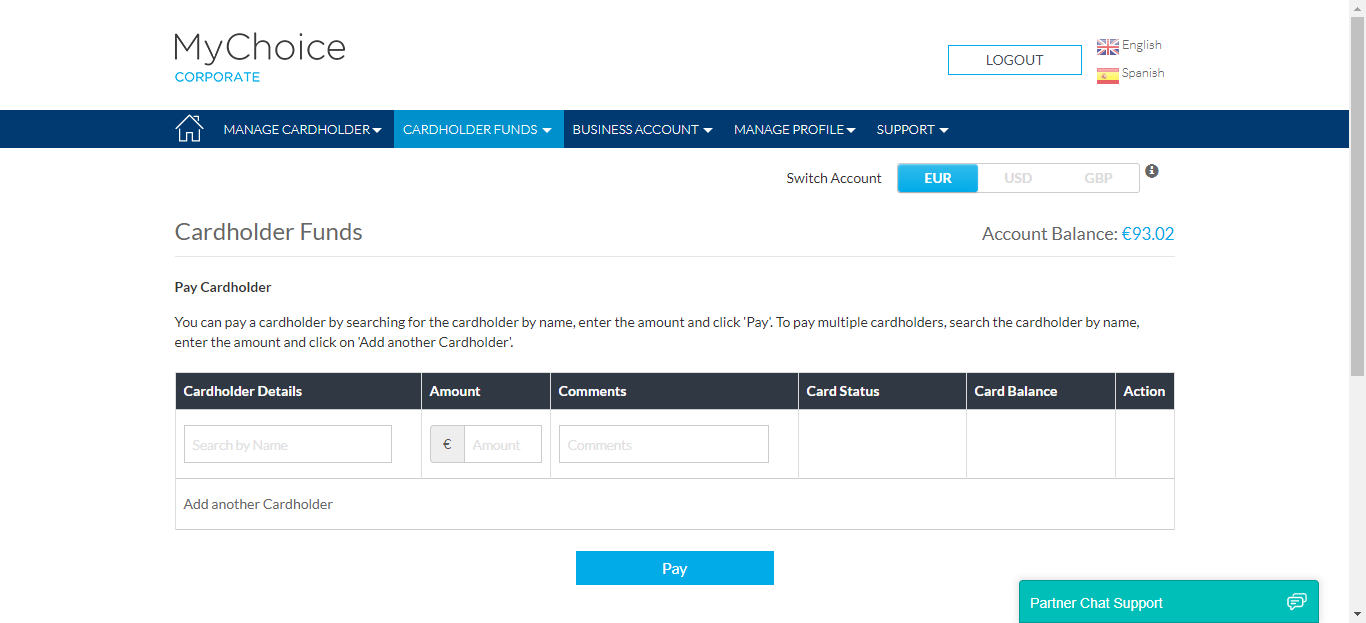 MyChoice
CORPORATE
LOGOUT
English
Spanish
MANAGE CARDHOLDER
CARDHOLDER FUNDS
BUSINESS ACCOUNT
MANAGE PROFILE
SUPPORT
Switch Account
EUR
USD
GBP
Cardholder Funds
Account Balance: €93.02
Pay Cardholder
You can pay a cardholder by searching for the cardholder by name, enter the amount and click 'Pay'. To pay multiple cardholders, search the cardholder by name,
enter the amount and click on 'Add another Cardholder'.
Cardholder Details
Amount
Comments
Card Status
Card Balance
Action
Search by Name
€
Amount
Comments
Add another Cardholder
Pay
Partner Chat Support